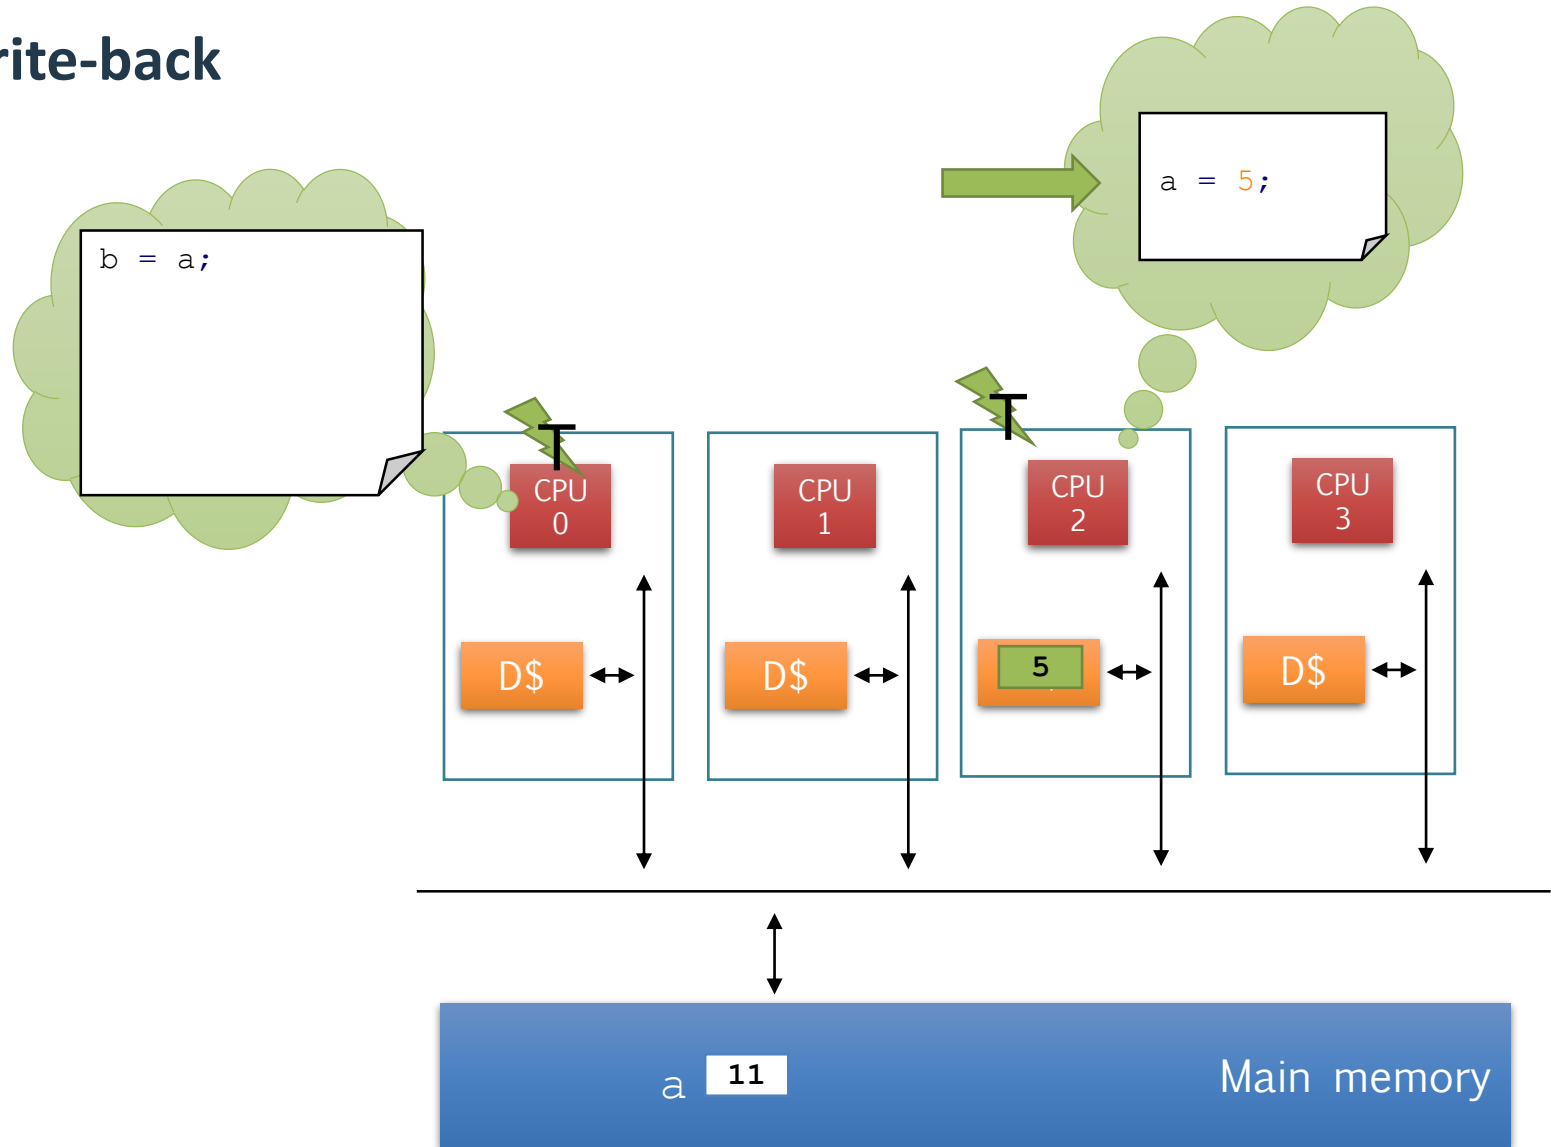 rite-back
a = 5;
b = a;
T
T
CPU
0
CPU
1
CPU
2
CPU
3
D$
D$
5
D$
a 11
Main memory